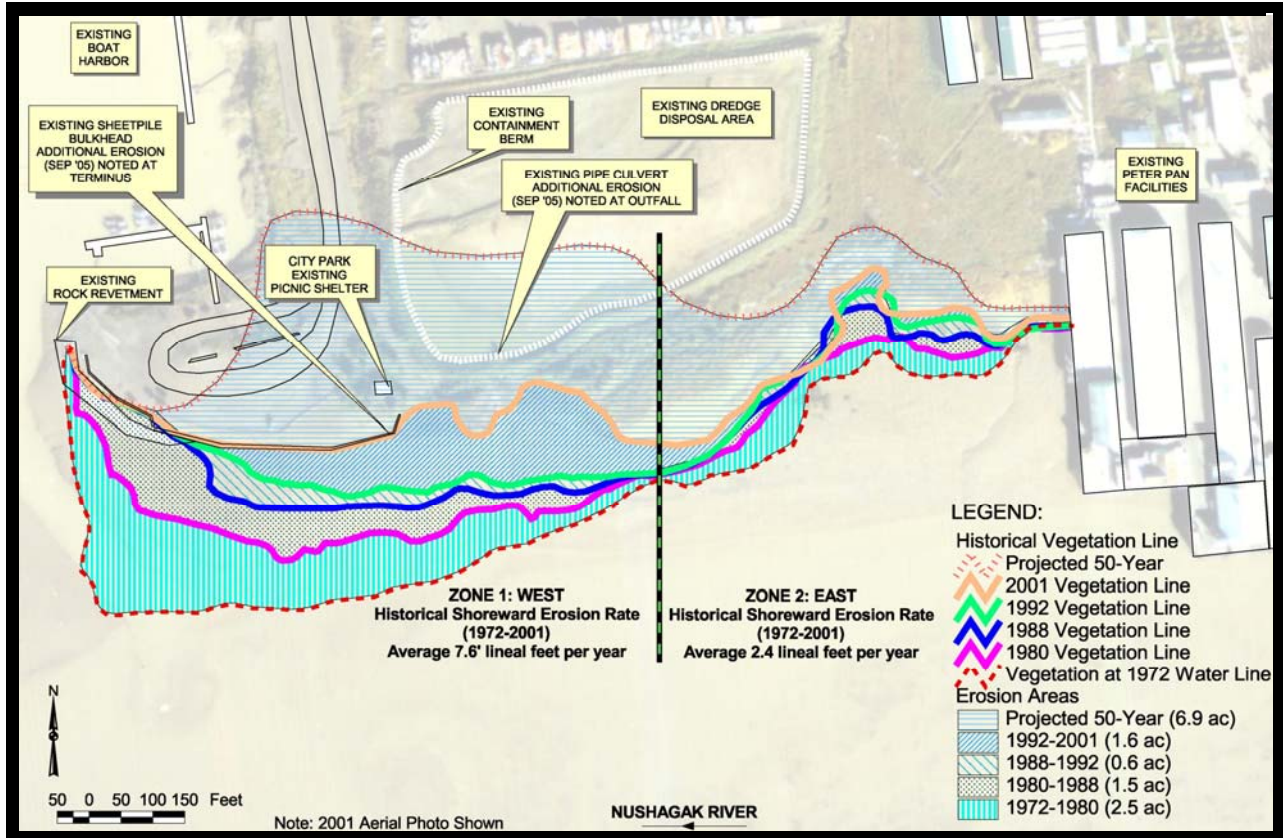 EXISTING
BOAT
HARBOR
EXISTING SHEETPILE
BULKHEAD
ADDITIONAL EROSION
(SEP '05) NOTED AT
TERMINUS
EXISTING
CONTAINMENT
BERM
EXISTING DREDGE
DISPOSAL AREA
EXISTING PIPE CULVERT
ADDITIONAL EROSION
(SEP '05) NOTED AT OUTFALL
EXISTING
PETER PAN
FACILITIES
CITY PARK
EXISTING
PICNIC SHELTER
EXISTING
ROCK REVETMENT
ZONE 1: WEST
Historical Shoreward Erosion Rate
(1972-2001)
Average 7.6' lineal feet per year
ZONE 2: EAST
Historical Shoreward Erosion Rate
(1972-2001)
Average 2.4 lineal feet per year
LEGEND:
Historical Vegetation Line
Projected 50-Year
2001 Vegetation Line
1992 Vegetation Line
1988 Vegetation Line
1980 Vegetation Line
Vegetation at 1972 Water Line
Erosion Areas
Projected 50-Year (6.9 ac)
1992-2001 (1.6 ac)
1988-1992 (0.6 ac)
1980-1988 (1.5 ac)
1972-1980 (2.5 ac)
N
50 0 50 100 150 Feet
Note: 2001 Aerial Photo Shown
NUSHAGAK RIVER